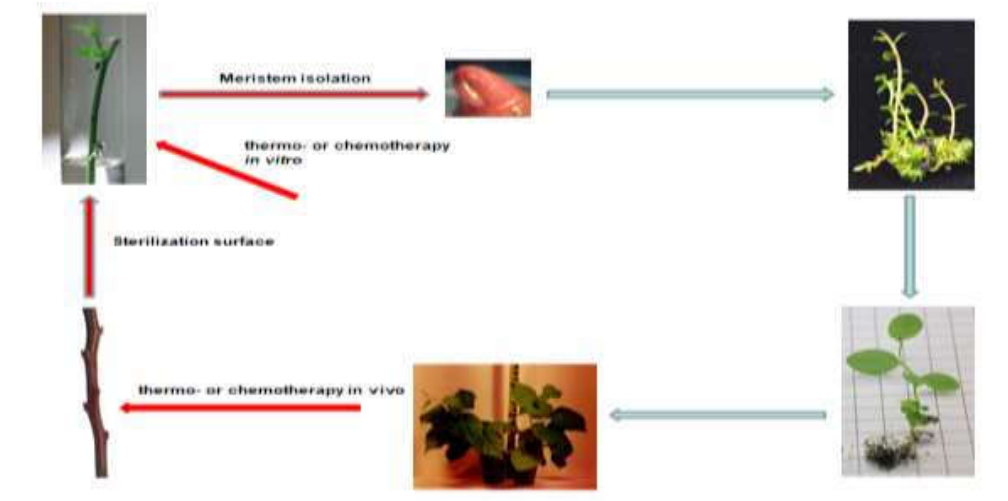 Meristem isolation
thermo- or chemotherapy
in vitro
Sterilization surface
thermo- or chemotherapy in vivo